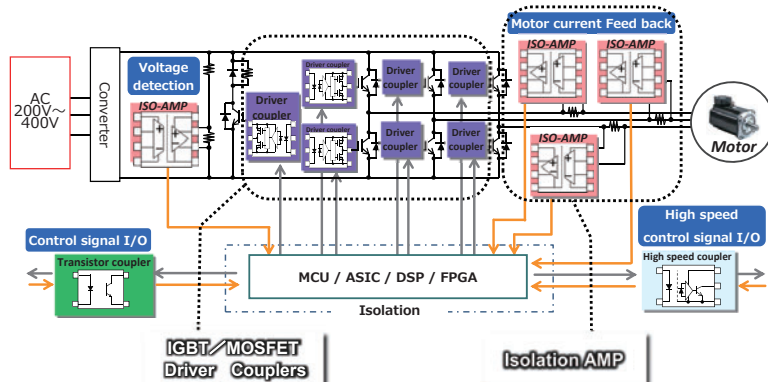 Motor current Feed back
ISO-AMP
ISO-AMP
AC
200V～
400V
Converter
Voltage
detection
ISO-AMP
Driver coupler
Driver
coupler
Driver
coupler
Driver
coupler
Driver coupler
Driver
coupler
Driver
coupler
ISO-AMP
Motor
Control signal I/O
Transistor coupler
MCU / ASIC / DSP / FPGA
Isolation
High speed
control signal I/O
High speed coupler
IGBT／MOSFET
Driver Couplers
Isolation AMP